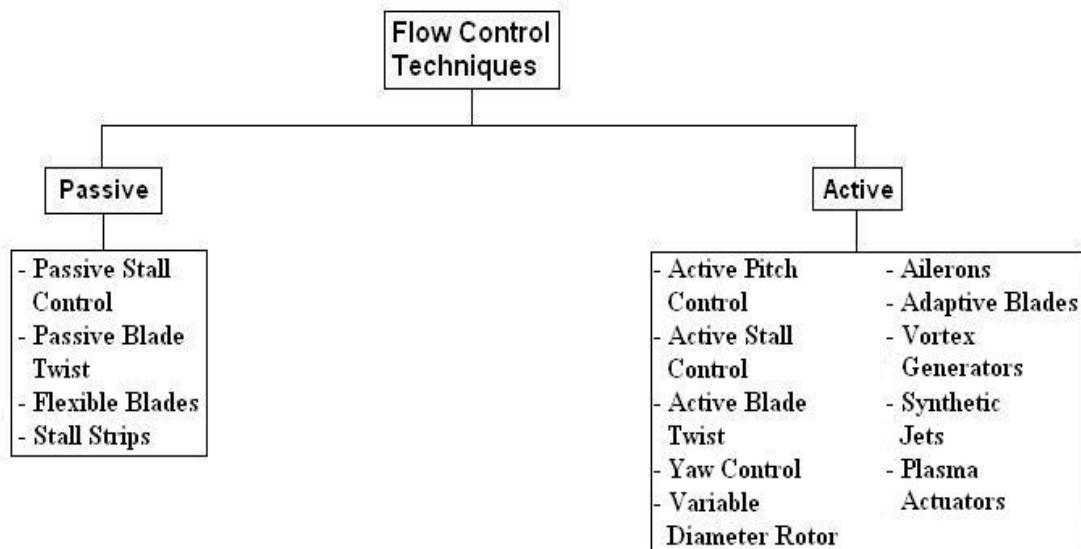 Flow Control
Techniques
Passive
Active
- Passive Stall
Control
- Passive Blade
Twist
- Flexible Blades
- Stall Strips
- Active Pitch
Control
- Active Stall
Control
- Active Blade
Twist
- Yaw Control
- Variable
Diameter Rotor
- Ailerons
- Adaptive Blades
- Vortex
Generators
- Synthetic
Jets
- Plasma
Actuators